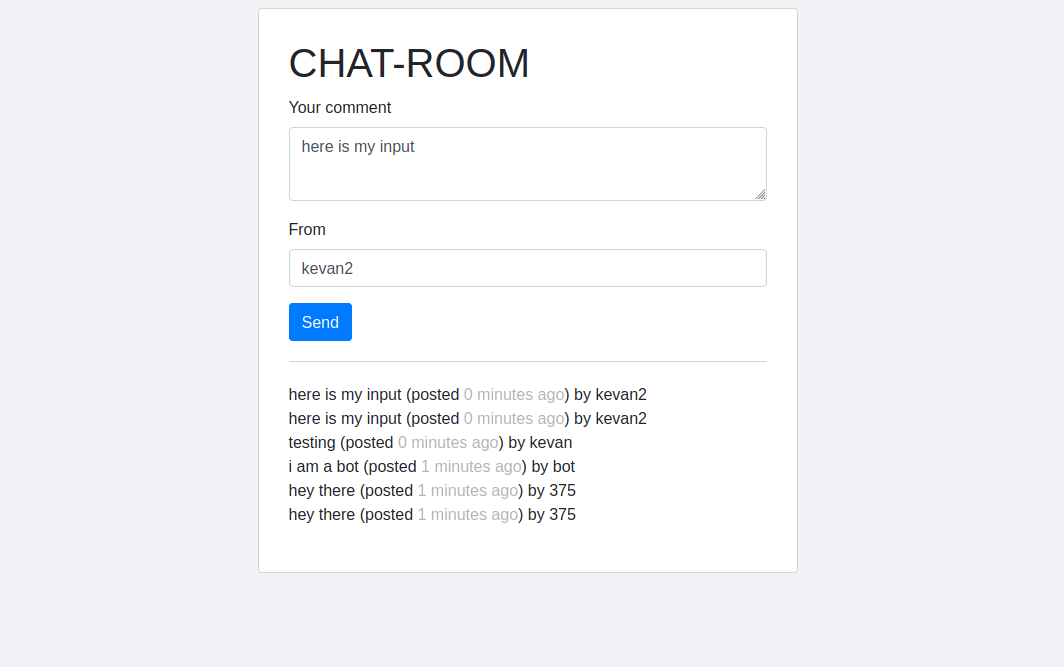 CHAT-ROOM
Your comment
here is my input
From
kevan2
Send
here is my input (posted 0 minutes ago) by kevan2
here is my input (posted 0 minutes ago) by kevan2
testing (posted 0 minutes ago) by kevan
i am a bot (posted 1 minutes ago) by bot
hey there (posted 1 minutes ago) by 375
hey there (posted 1 minutes ago) by 375